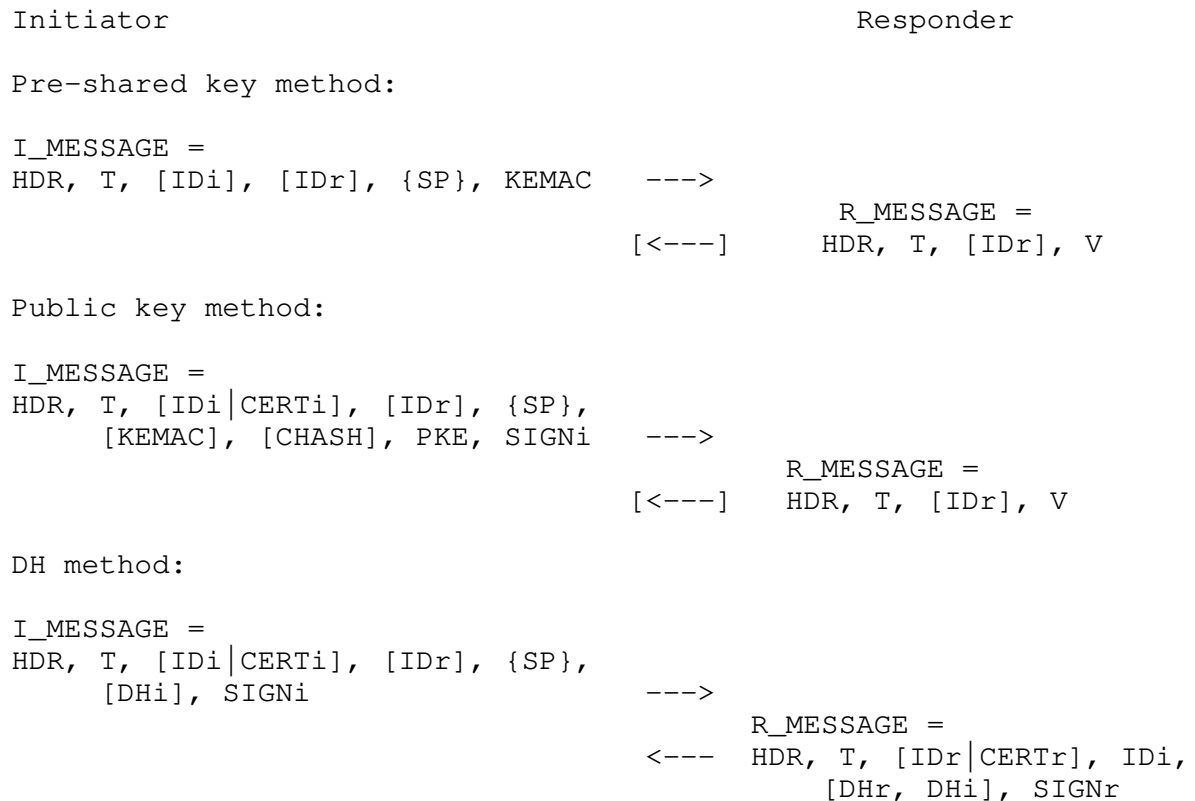 Initiator                                          Responder
Pre-shared key method:
I_MESSAGE =
HDR, T, [IDi], [IDr], {SP}, KEMAC    --->
R_MESSAGE =
[<---]      HDR, T, [IDr], V
Public key method:
I_MESSAGE =
HDR, T, [IDi|CERTi], [IDr], {SP},
[KEMAC], [CHASH], PKE, SIGNi    --->
R_MESSAGE =
[<---]    HDR, T, [IDr], V
DH method:
I_MESSAGE =
HDR, T, [IDi|CERTi], [IDr], {SP},
[DHi], SIGNi                     --->
R_MESSAGE =
<---  HDR, T, [IDr|CERTr], IDi,
[DHr, DHi], SIGNr